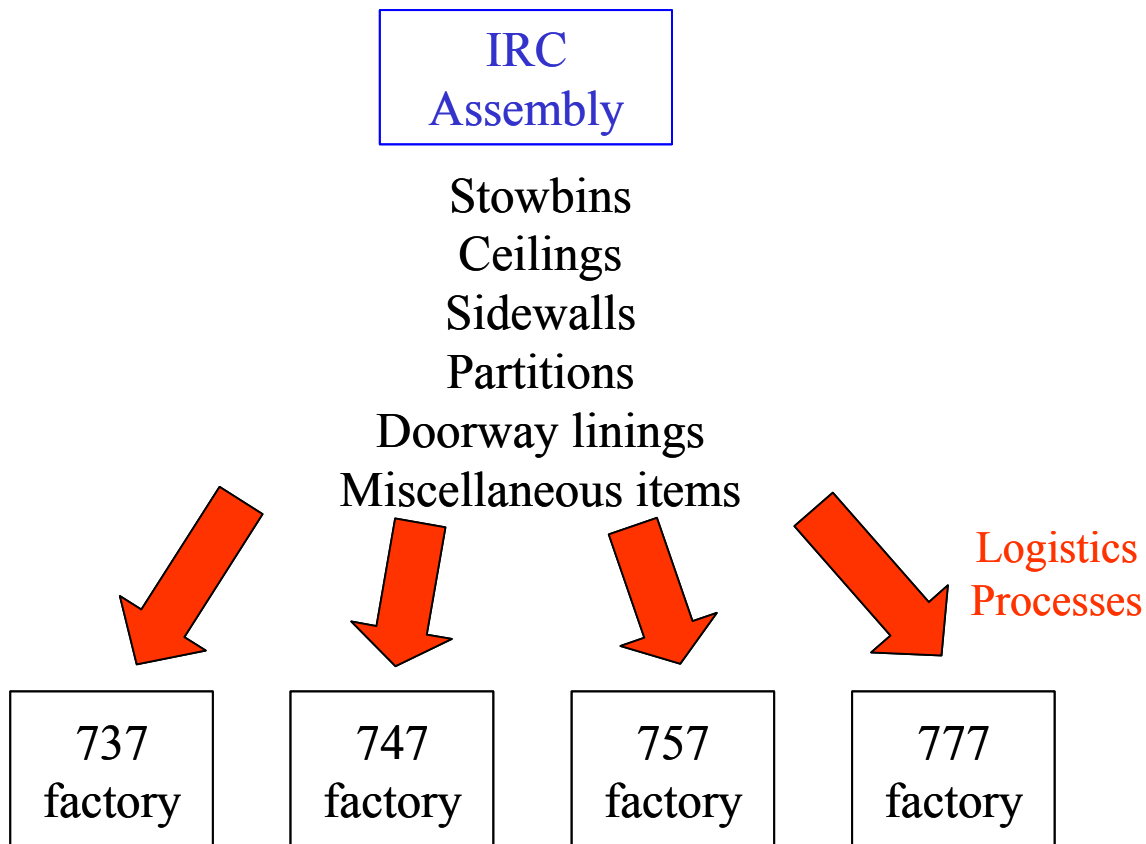 IRC
Assembly
Stowbins
Ceilings
Sidewalls
Partitions
Doorway linings
Miscellaneous items
Logistics
Processes
737
factory
747
factory
757
factory
777
factory